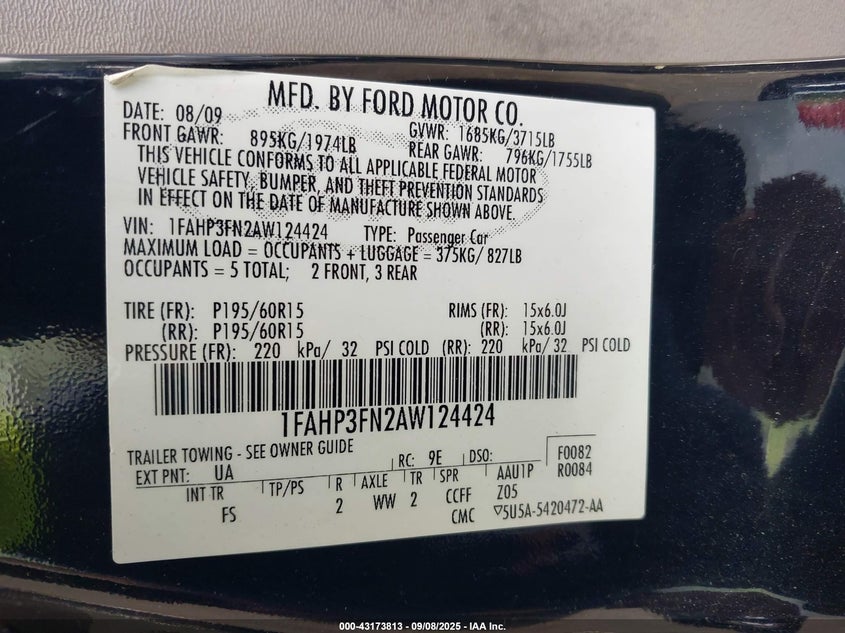 MFD. BY FORD MOTOR CO.
DATE: 08/09 GVWR: 1685KG/3715LB
FRONT GAWR: 895KG/1974LB REAR GAWR: 796KG/1755LB
THIS VEHICLE CONFORMS TO ALL APPLICABLE FEDERAL MOTOR
VEHICLE SAFETY, BUMPER, AND THEFT PREVENTION STANDARDS
IN EFFECT ON THE DATE OF MANUFACTURE SHOWN ABOVE.
VIN: 1FAHP3FN2AW124424 TYPE: Passenger Car
MAXIMUM LOAD = OCCUPANTS + LUGGAGE = 375KG/ 827LB
OCCUPANTS = 5 TOTAL; 2 FRONT, 3 REAR
TIRE (FR): P195/60R15 RIMS (FR): 15x6.0J
(RR): P195/60R15 (RR): 15x6.0J
PRESSURE (FR): 220 kPa/ 32 PSI COLD (RR): 220 kPa/ 32 PSI COLD
1FAHP3FN2AW124424
TRAILER TOWING - SEE OWNER GUIDE
EXT PNT: UA RC: 9E DSO: F0082
INT TR TP/PS R AXLE TR SPR AAU1P R0084
FS 2 WW 2 CCFF Z05
CMC ▽5U5A-5420472-AA
000-43173813 - 09/08/2025 - IAA Inc.